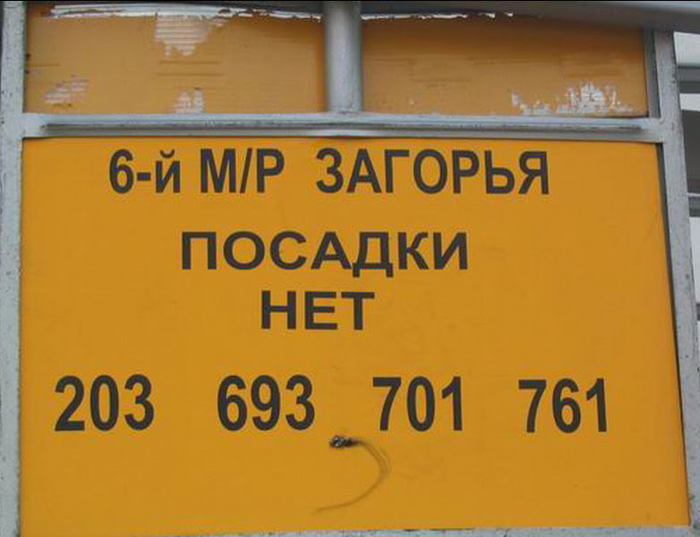 6-й М/Р ЗАГОРЬЯ
ПОСАДКИ
НЕТ
203 693 701 761